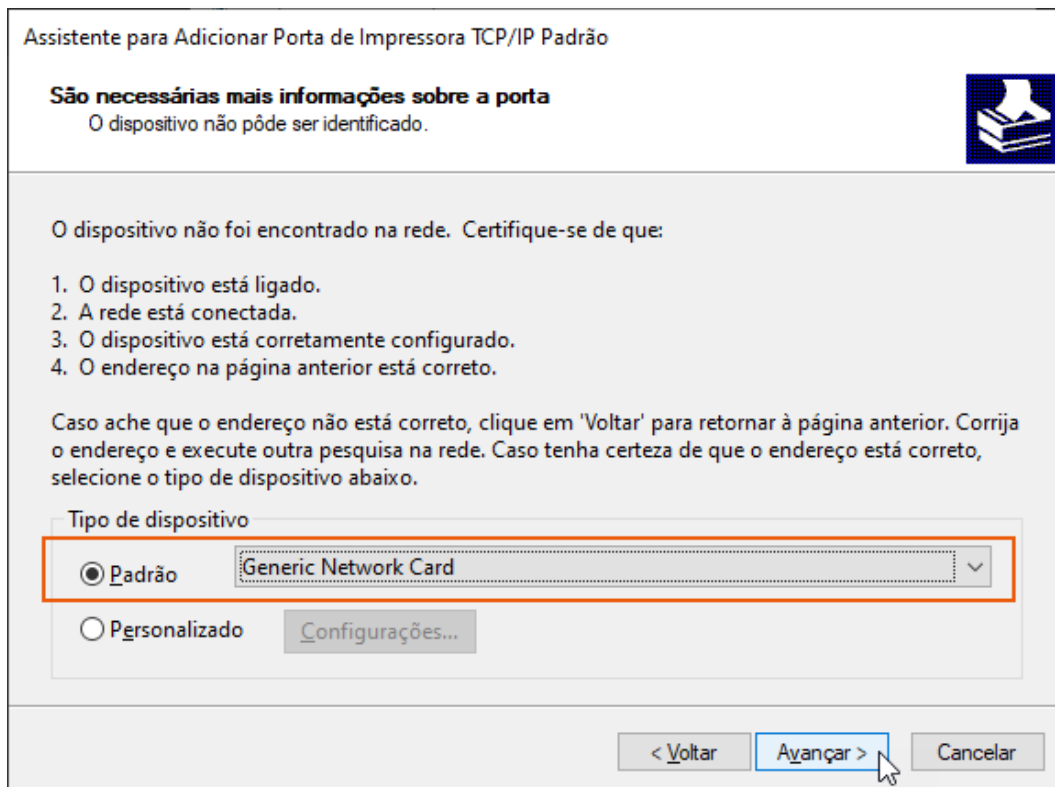 Assistente para Adicionar Porta de Impressora TCP/IP Padrão
São necessárias mais informações sobre a porta
O dispositivo não pôde ser identificado.
O dispositivo não foi encontrado na rede.  Certifique-se de que:
1.  O dispositivo está ligado.
2.  A rede está conectada.
3.  O dispositivo está corretamente configurado.
4.  O endereço na página anterior está correto.
Caso ache que o endereço não está correto, clique em 'Voltar' para retornar à página anterior. Corrija
o endereço e execute outra pesquisa na rede. Caso tenha certeza de que o endereço está correto,
selecione o tipo de dispositivo abaixo.
Tipo de dispositivo
Padrão
Generic Network Card
Personalizado
Configurações...
< Voltar
Avançar >
Cancelar